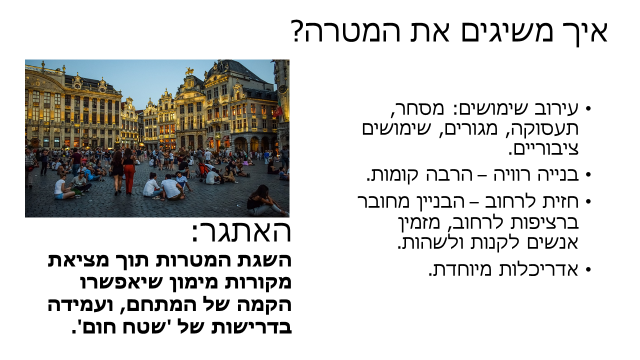 איך משיגים את המטרה?
• עירוב שימושים: מסחר,
תעסוקה, מגורים, שימושים
ציבוריים.
• בנייה רוויה – הרבה קומות.
• חזית לרחוב – הבניין מחובר
ברציפות לרחוב, מזמין
אנשים לקנות ולשהות.
• אדריכלות מיוחדת.
האתגר:
השגת המטרות תוך מציאת
מקורות מימון שיאפשרו
הקמה של המתחם, ועמידה
בדרישות של 'שטח חום'.